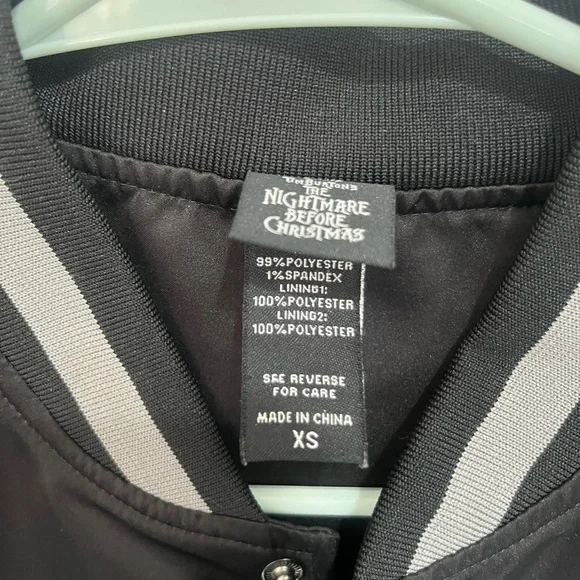 TIM BURTON'S
THE
NIGHTMARE
BEFORE
CHRISTMAS
99%POLYESTER
1%SPANDEX
LINING1:
100%POLYESTER
LINING2:
100%POLYESTER
SEE REVERSE
FOR CARE
MADE IN CHINA
XS